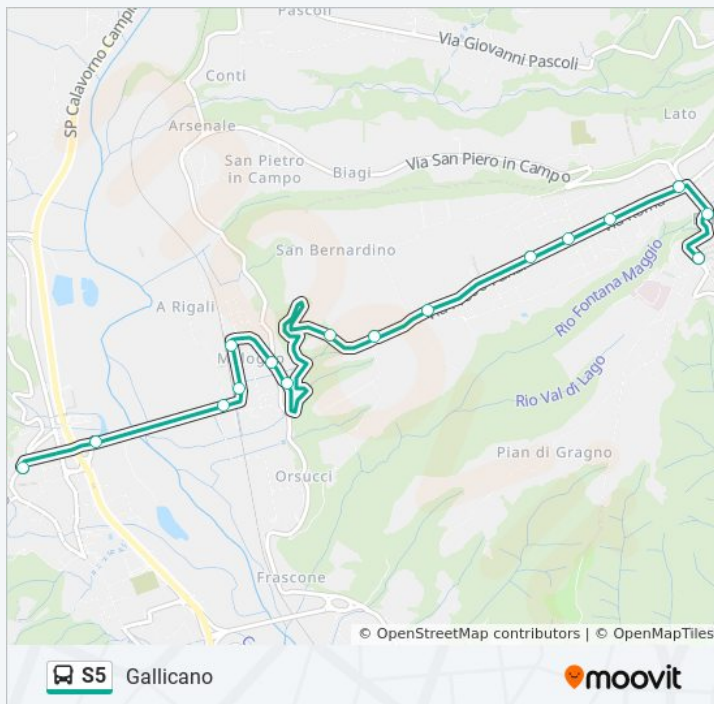 Pascoli
Via Giovanni Pascoli
SP Calavorno Campi
Conti
Lato
Arsenale
San Pietro
in Campo
Biagi
Via San Piero in Campo
San Bernardino
Rio Fontana Maggio
A Rigali
Rio Val di Lago
Pian di Gragno
Orsucci
Frascone
© OpenStreetMap contributors | © OpenMapTiles
S5 Gallicano
moovit